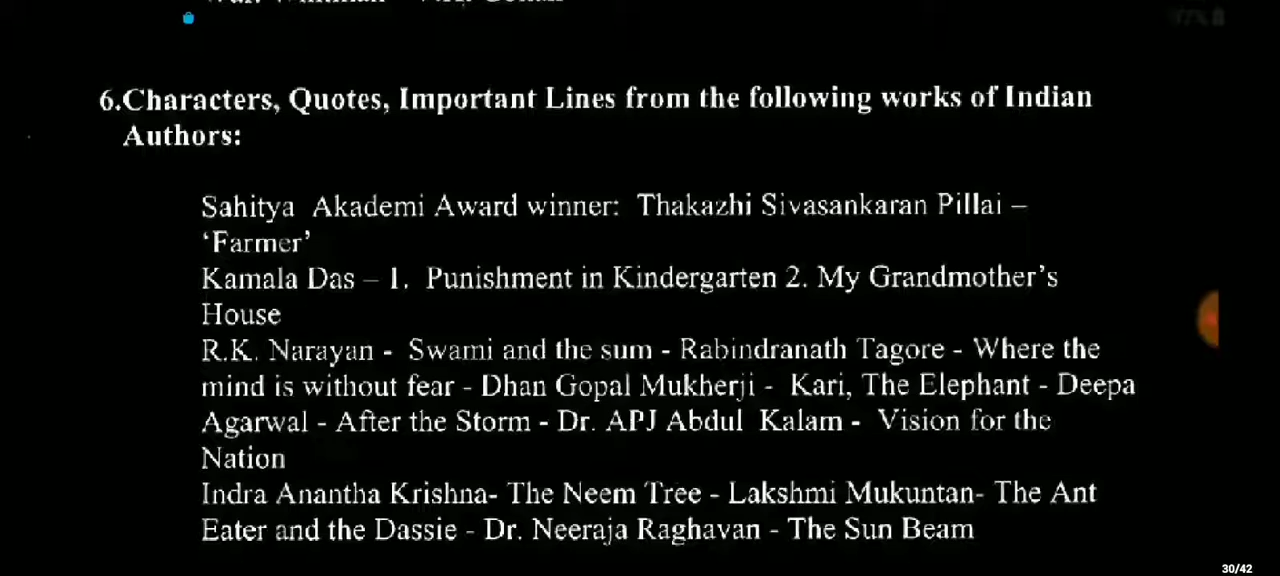 6.Characters, Quotes, Important Lines from the following works of Indian
Authors:
Sahitya Akademi Award winner: Thakazhi Sivasankaran Pillai –
‘Farmer’
Kamala Das – 1. Punishment in Kindergarten 2. My Grandmother’s
House
R.K. Narayan - Swami and the sum - Rabindranath Tagore - Where the
mind is without fear - Dhan Gopal Mukherji - Kari, The Elephant - Deepa
Agarwal - After the Storm - Dr. APJ Abdul Kalam - Vision for the
Nation
Indra Anantha Krishna- The Neem Tree - Lakshmi Mukuntan- The Ant
Eater and the Dassie - Dr. Neeraja Raghavan - The Sun Beam
30/42